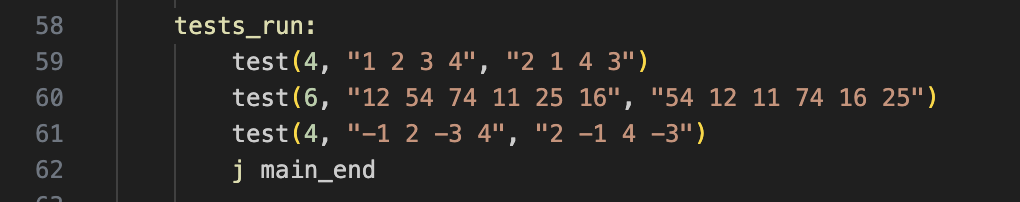 58 tests_run:
59 test(4, "1 2 3 4", "2 1 4 3")
60 test(6, "12 54 74 11 25 16", "54 12 11 74 16 25")
61 test(4, "-1 2 -3 4", "2 -1 4 -3")
62 j main_end